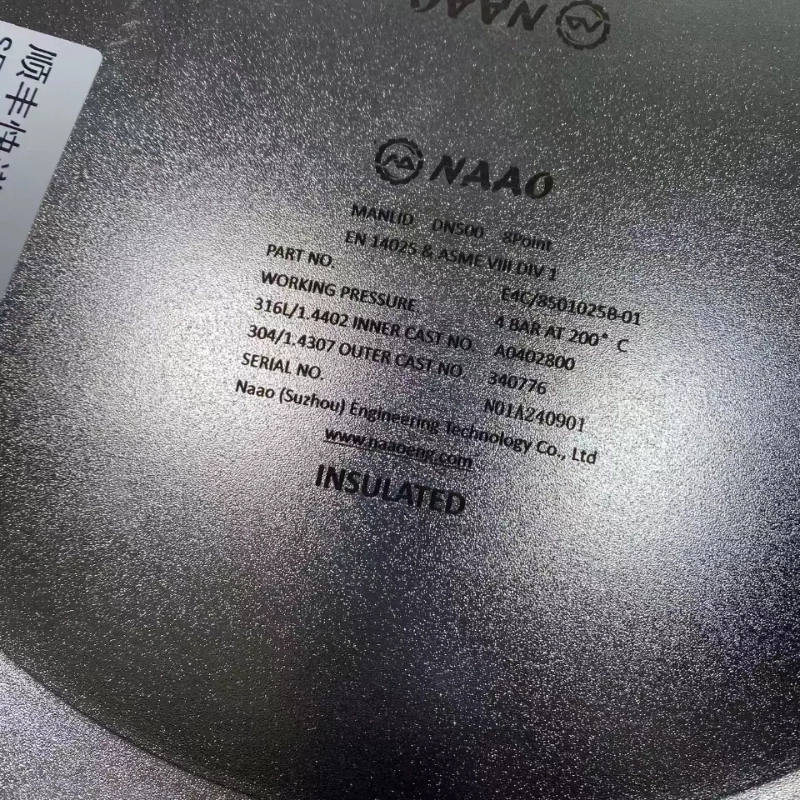 NAAO
NAAO
MANLID DN500 8Point
EN 14025 & ASME VIII DIV 1
PART NO. E4C/8501025B-01
WORKING PRESSURE 4 BAR AT 200° C
316L/1.4402 INNER CAST NO. A0402800
304/1.4307 OUTER CAST NO. 340776
SERIAL NO. N01A240901
Naao (Suzhou) Engineering Technology Co., Ltd
www.naaoeng.com
INSULATED
顺丰快